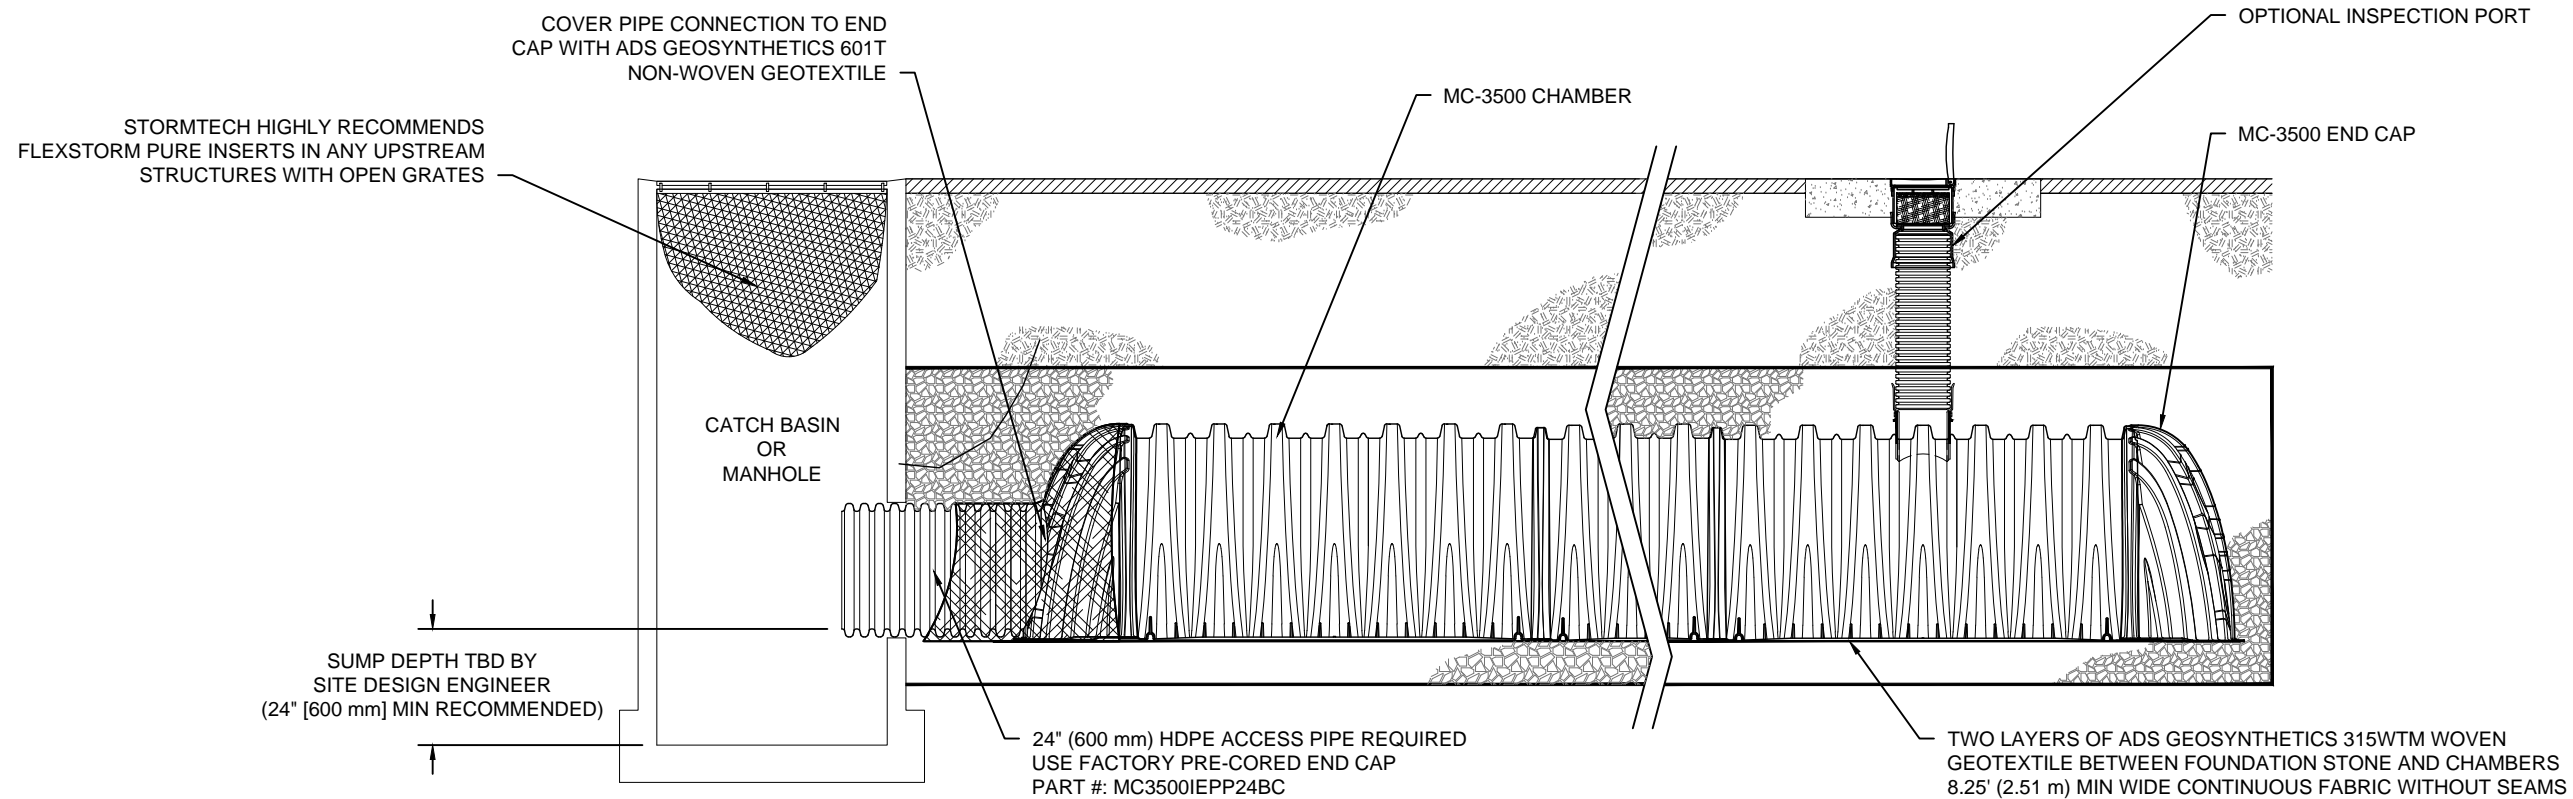 COVER PIPE CONNECTION TO END
CAP WITH ADS GEOSYNTHETICS 601T
NON-WOVEN GEOTEXTILE
STORMTECH HIGHLY RECOMMENDS
FLEXSTORM PURE INSERTS IN ANY UPSTREAM
STRUCTURES WITH OPEN GRATES
MC-3500 CHAMBER
OPTIONAL INSPECTION PORT
MC-3500 END CAP
CATCH BASIN
OR
MANHOLE
SUMP DEPTH TBD BY
SITE DESIGN ENGINEER
(24" [600 mm] MIN RECOMMENDED)
24" (600 mm) HDPE ACCESS PIPE REQUIRED
USE FACTORY PRE-CORED END CAP
PART #: MC3500IEPP24BC
TWO LAYERS OF ADS GEOSYNTHETICS 315WTM WOVEN
GEOTEXTILE BETWEEN FOUNDATION STONE AND CHAMBERS
8.25' (2.51 m) MIN WIDE CONTINUOUS FABRIC WITHOUT SEAMS